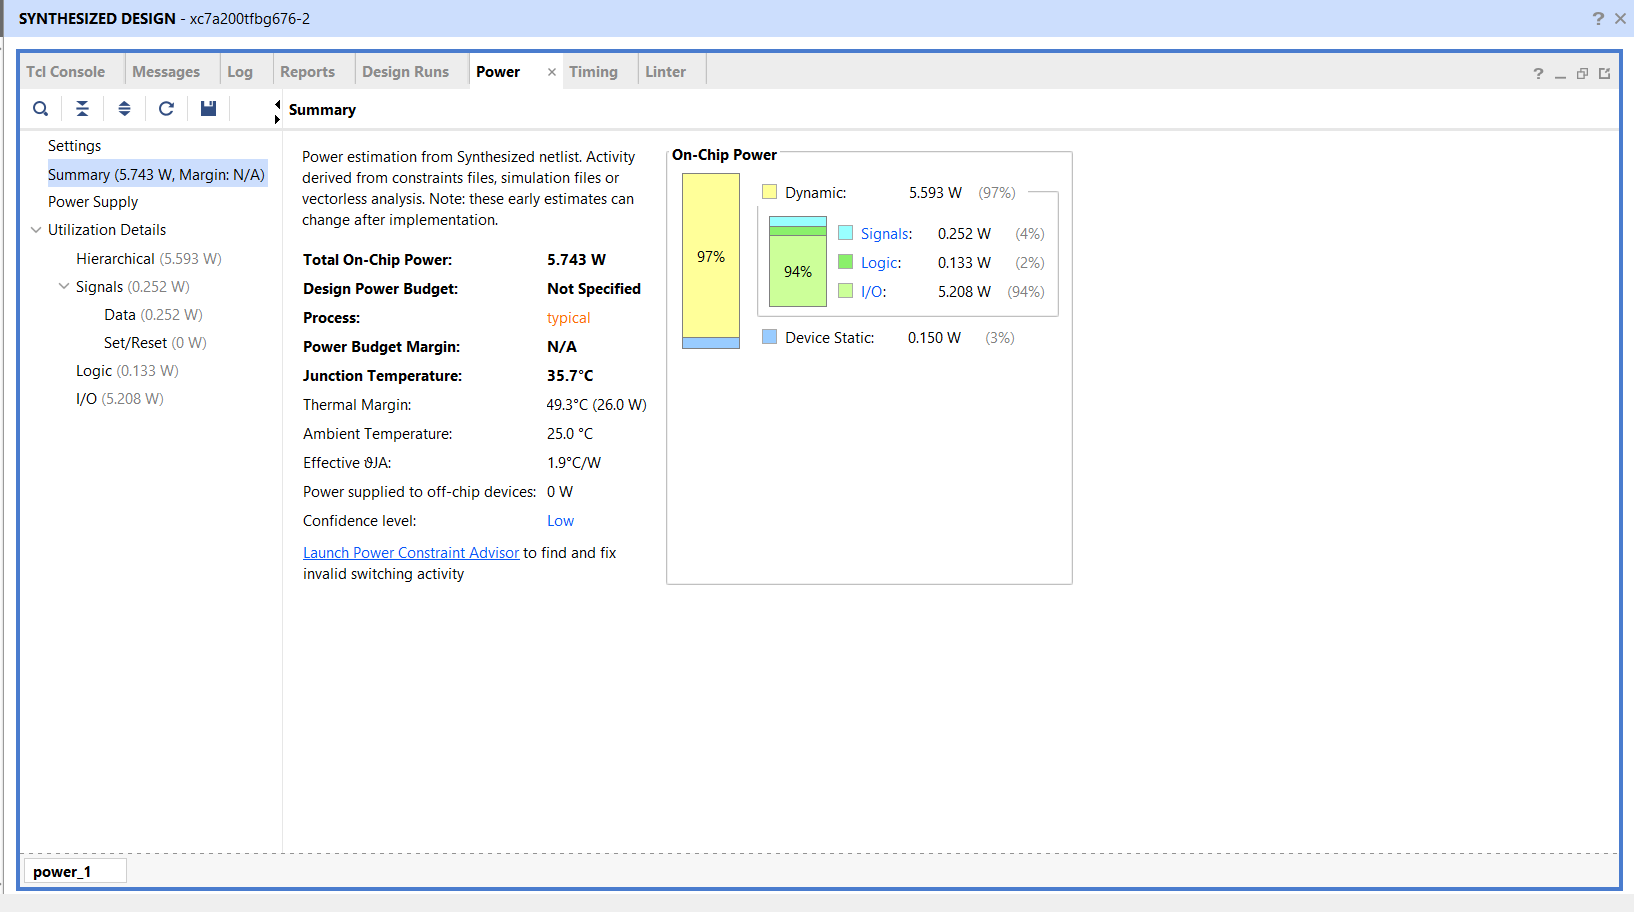 SYNTHESIZED DESIGN - xc7a200tfbg676-2
Tcl Console Messages Log Reports Design Runs Power Timing Linter
Summary
Settings
Summary (5.743 W, Margin: N/A)
Power Supply
Utilization Details
Hierarchical (5.593 W)
Signals (0.252 W)
Data (0.252 W)
Set/Reset (0 W)
Logic (0.133 W)
I/O (5.208 W)
Power estimation from Synthesized netlist. Activity
derived from constraints files, simulation files or
vectorless analysis. Note: these early estimates can
change after implementation.
Total On-Chip Power: 5.743 W
Design Power Budget: Not Specified
Process: typical
Power Budget Margin: N/A
Junction Temperature: 35.7°C
Thermal Margin: 49.3°C (26.0 W)
Ambient Temperature: 25.0 °C
Effective ϑJA: 1.9°C/W
Power supplied to off-chip devices: 0 W
Confidence level: Low
Launch Power Constraint Advisor to find and fix
invalid switching activity
On-Chip Power
97%
Dynamic: 5.593 W (97%)
94%
Signals: 0.252 W (4%)
Logic: 0.133 W (2%)
I/O: 5.208 W (94%)
Device Static: 0.150 W (3%)
power_1